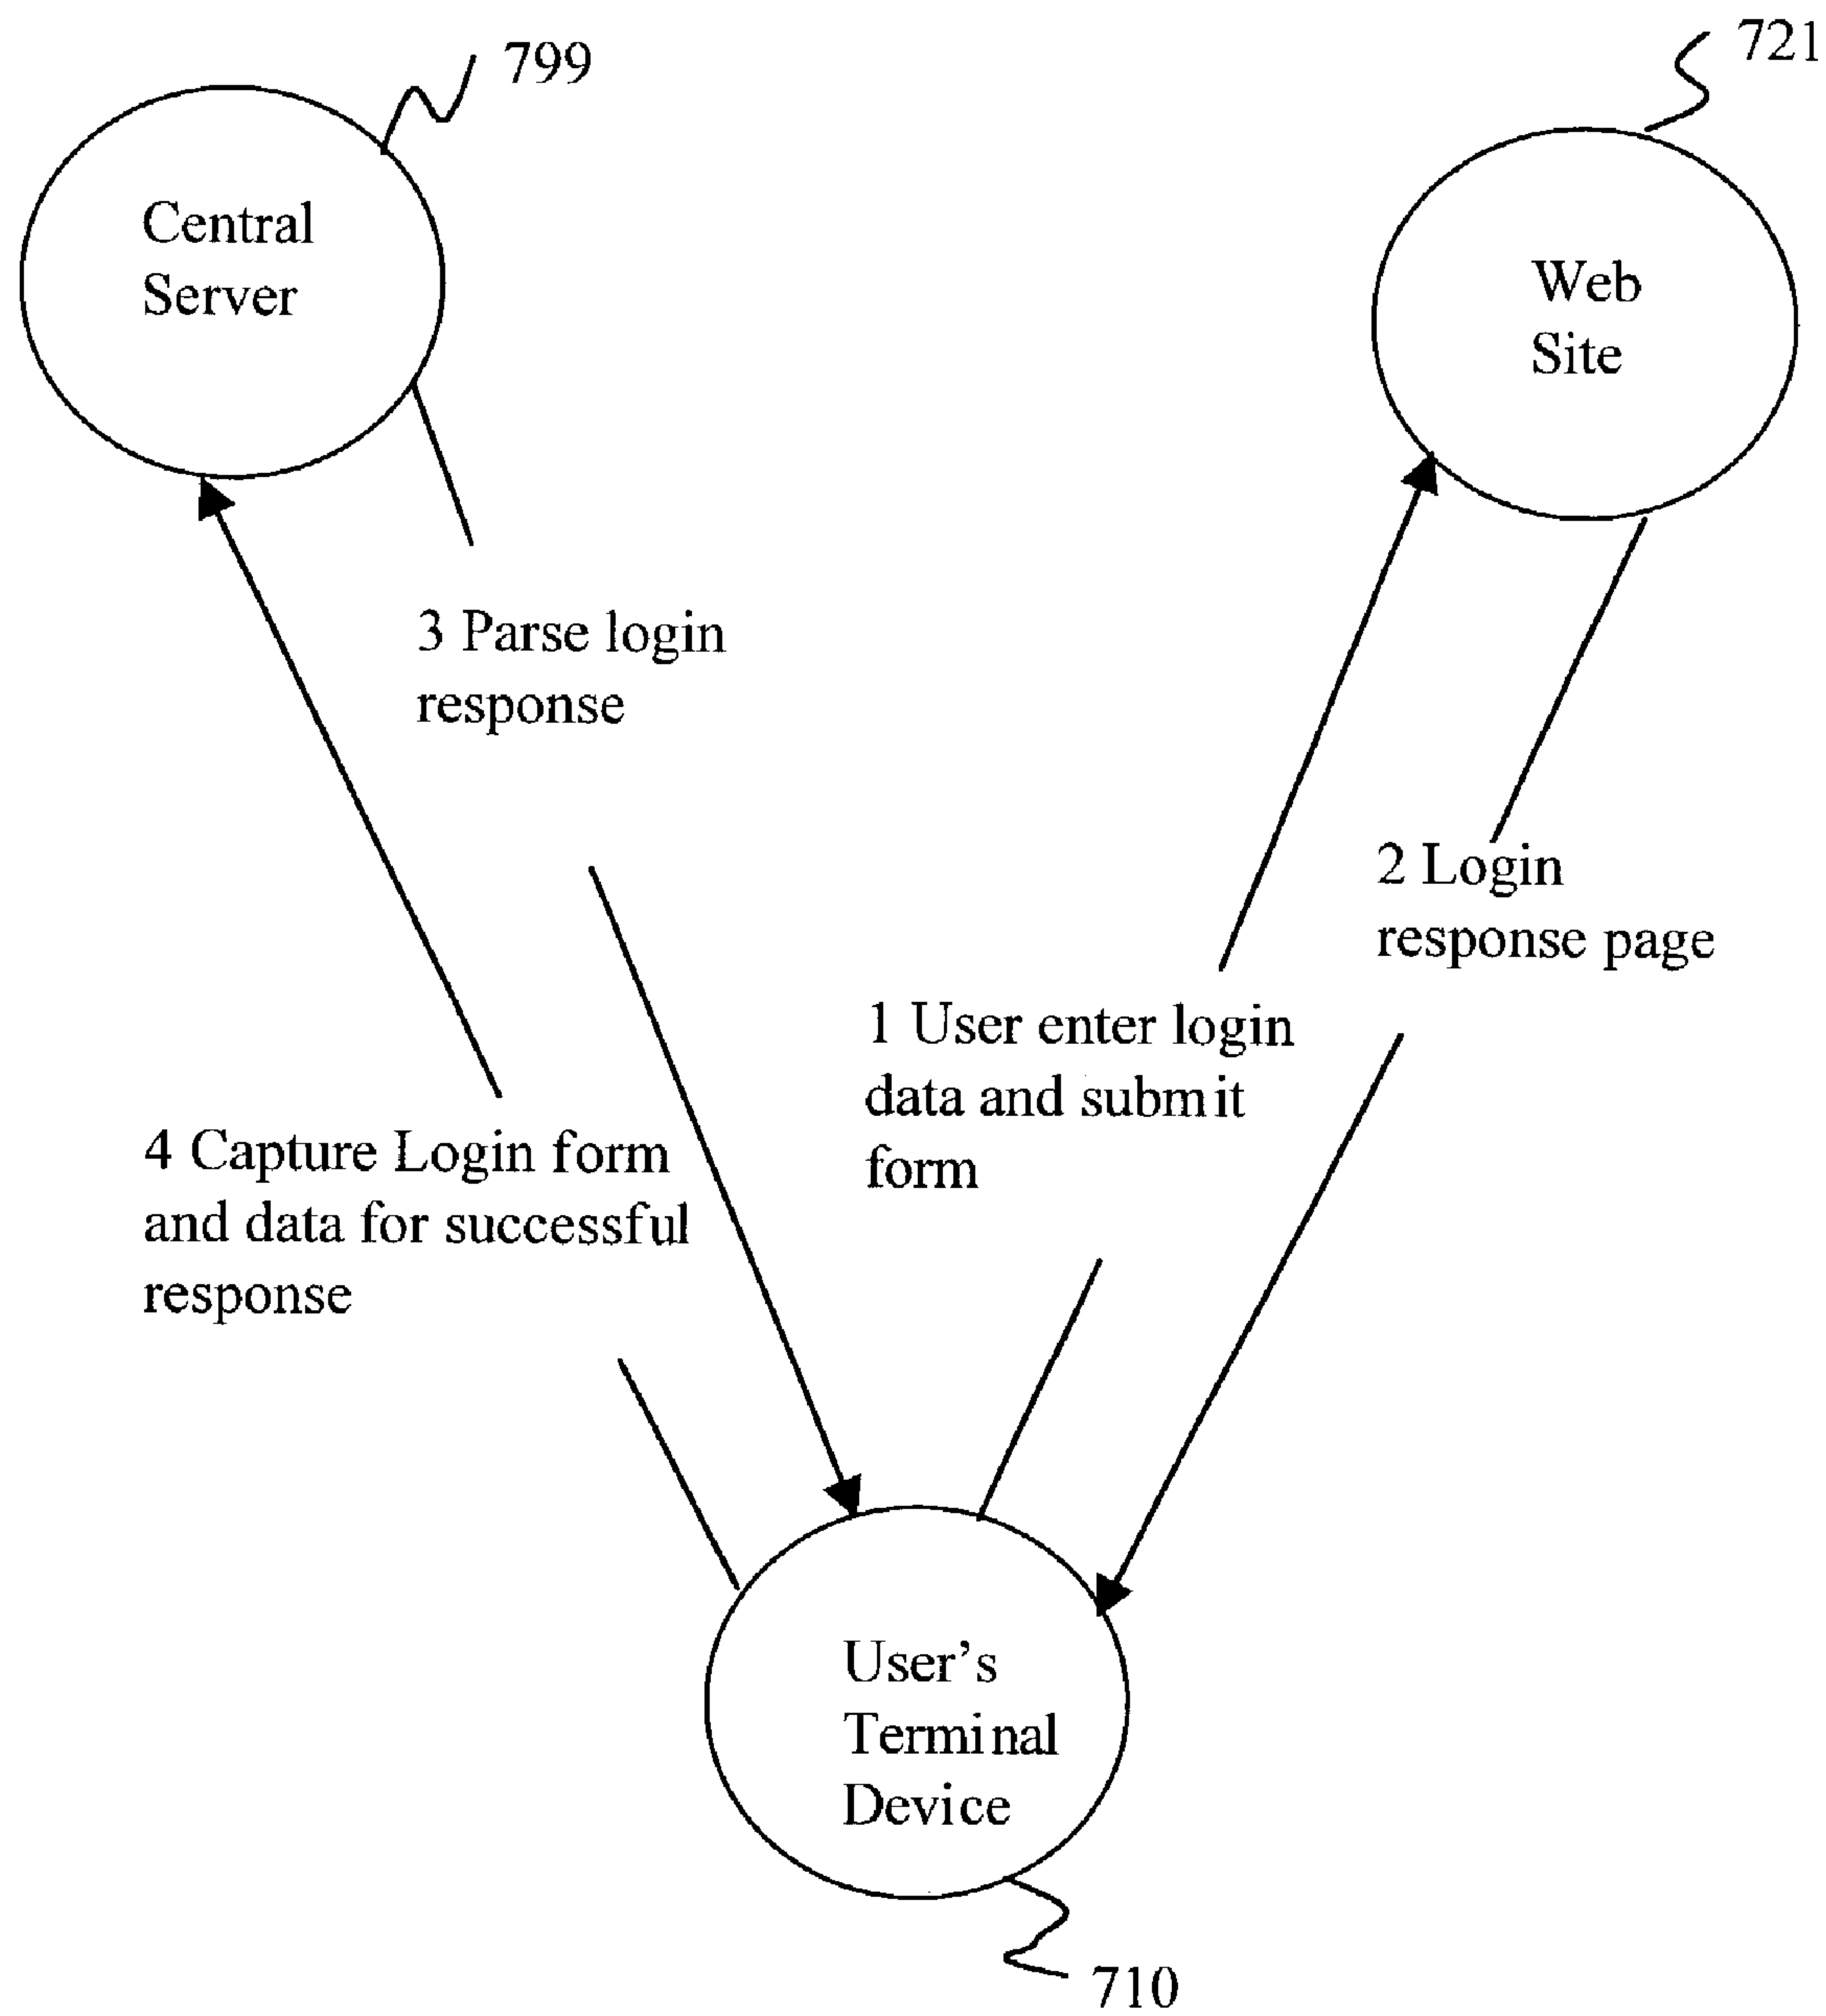 799
721
Central
Server
Web
Site
3 Parse login
response
2 Login
response page
1 User enter login
data and submit
form
4 Capture Login form
and data for successful
response
User's
Terminal
Device
710